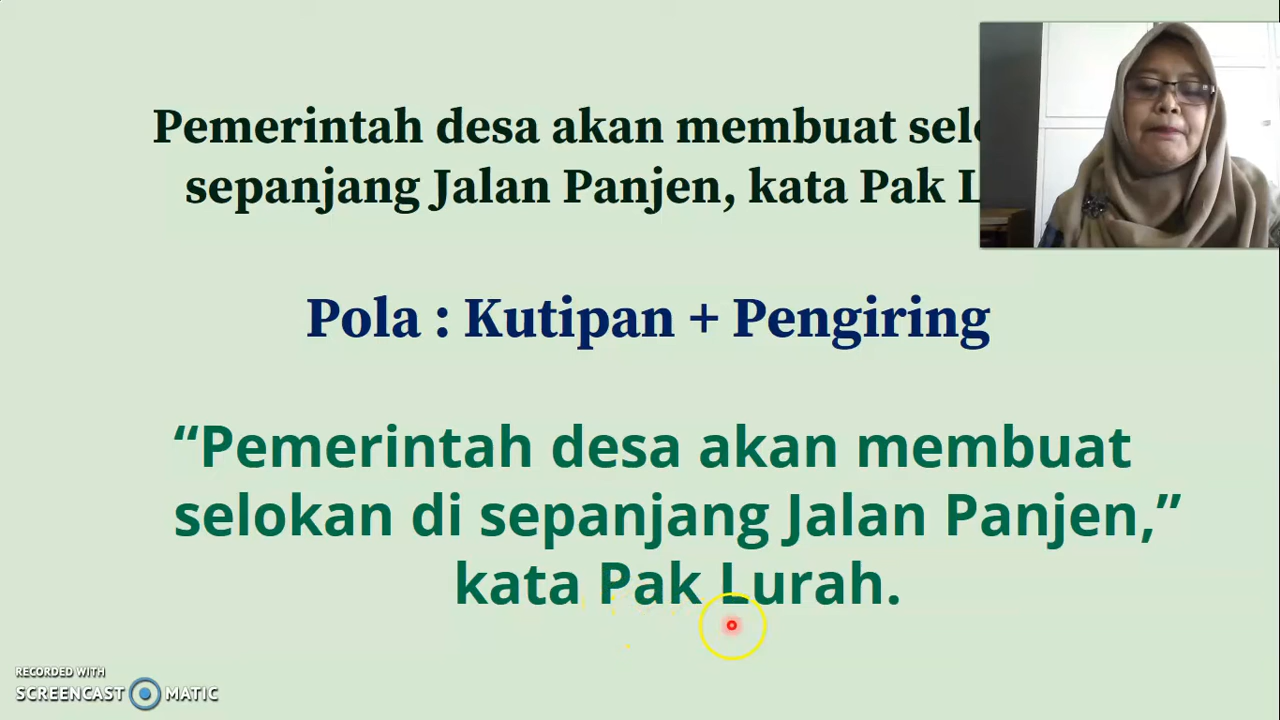 Pemerintah desa akan membuat
sepanjang Jalan Panjen, kata Pak
Pola : Kutipan + Pengiring
“Pemerintah desa akan membuat
selokan di sepanjang Jalan Panjen,”
kata Pak Lurah.
RECORDED WITH
SCREENCAST MATIC